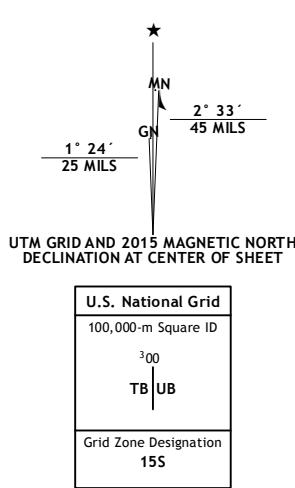 ★
MN
2° 33´
45 MILS
GN
1° 24´
25 MILS
UTM GRID AND 2015 MAGNETIC NORTH
DECLINATION AT CENTER OF SHEET
U.S. National Grid
100,000-m Square ID
³00
TB UB
Grid Zone Designation
15S